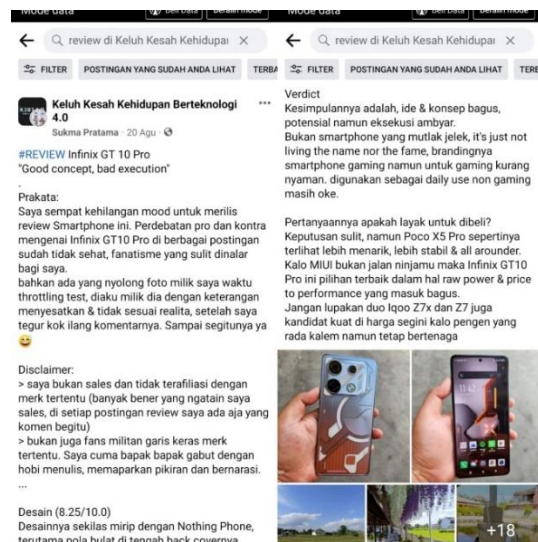 Mode data
Beli Data
Beralih mode
review di Keluh Kesah Kehidupa
FILTER
POSTINGAN YANG SUDAH ANDA LIHAT
TERBA
Keluh Kesah Kehidupan Berteknologi
4.0
Sukma Pratama · 20 Agu ·
#REVIEW Infinix GT 10 Pro
"Good concept, bad execution"
.
Prakata:
Saya sempat kehilangan mood untuk merilis
review Smartphone ini. Perdebatan pro dan kontra
mengenai Infinix GT10 Pro di berbagai postingan
sudah tidak sehat, fanatisme yang sulit dinalar
bagi saya.
bahkan ada yang nyolong foto milik saya waktu
throttling test, diaku milik dia dengan keterangan
menyesatkan & tidak sesuai realita, setelah saya
tegur kok ilang komentarnya. Sampai segitunya ya
😅
Disclaimer:
> saya bukan sales dan tidak terafiliasi dengan
merk tertentu (banyak bener yang ngatain saya
sales, di setiap postingan review saya ada aja yang
komen begitu)
> bukan juga fans militan garis keras merk
tertentu. Saya cuma bapak bapak gabut dengan
hobi menulis, memaparkan pikiran dan bernarasi.
...
Desain (8.25/10.0)
Desainnya sekilas mirip dengan Nothing Phone,
terutama pola bulat di tengah back covernya
Mode data
Beli Data
Beralih mode
review di Keluh Kesah Kehidupa
FILTER
POSTINGAN YANG SUDAH ANDA LIHAT
TERB
Verdict
Kesimpulannya adalah, ide & konsep bagus,
potensial namun eksekusi ambyar.
Bukan smartphone yang mutlak jelek, it's just not
living the name nor the fame, brandingnya
smartphone gaming namun untuk gaming kurang
nyaman. digunakan sebagai daily use non gaming
masih oke.
Pertanyaannya apakah layak untuk dibeli?
Keputusan sulit, namun Poco X5 Pro sepertinya
terlihat lebih menarik, lebih stabil & all arounder.
Kalo MIUI bukan jalan ninjamu maka Infinix GT10
Pro ini pilihan terbaik dalam hal raw power & price
to performance yang masuk bagus.
Jangan lupakan duo Iqoo Z7x dan Z7 juga
kandidat kuat di harga segini kalo pengen yang
rada kalem namun tetap bertenaga
+18